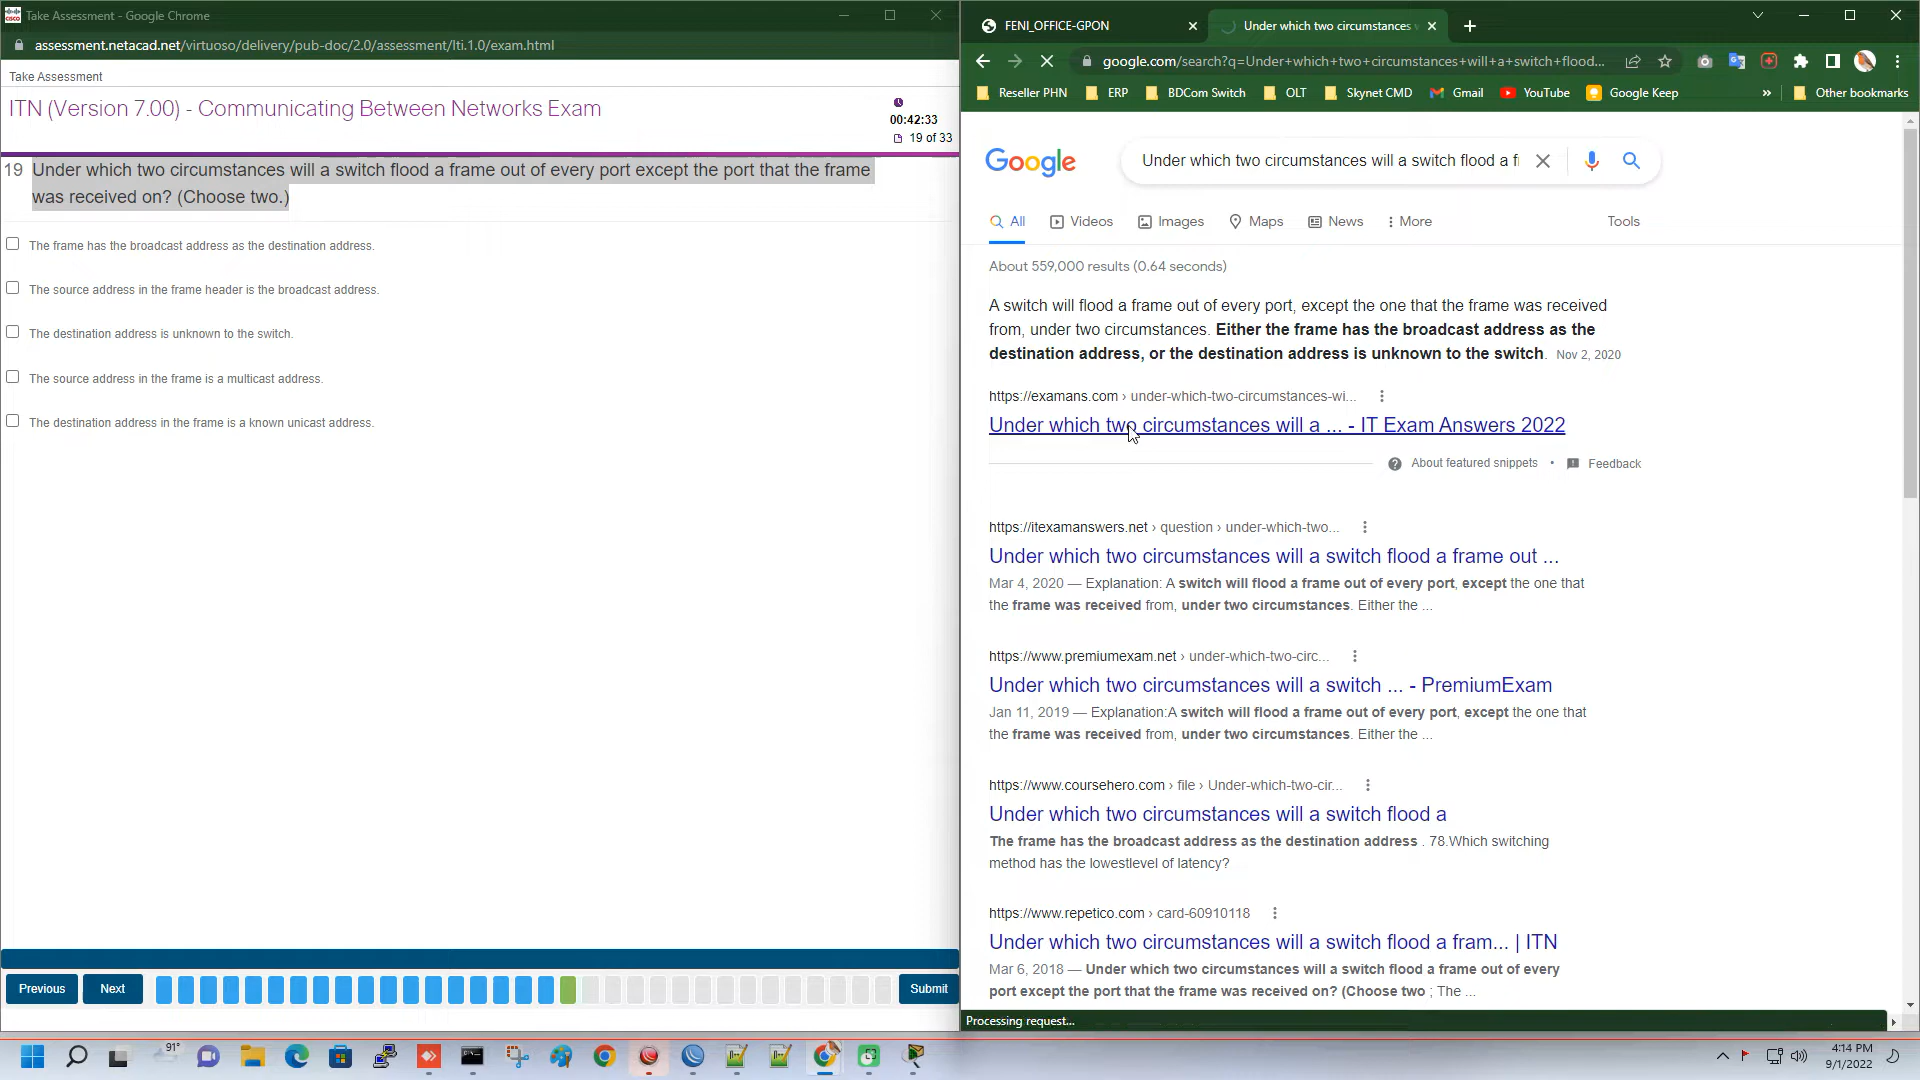 Take Assessment - Google Chrome
assessment.netacad.net/virtuoso/delivery/pub-doc/2.0/assessment/lti.1.0/exam.html
Take Assessment
ITN (Version 7.00) - Communicating Between Networks Exam
00:42:33
19 of 33
19 Under which two circumstances will a switch flood a frame out of every port except the port that the frame
was received on? (Choose two.)
The frame has the broadcast address as the destination address.
The source address in the frame header is the broadcast address.
The destination address is unknown to the switch.
The source address in the frame is a multicast address.
The destination address in the frame is a known unicast address.
Previous
Next
Submit
FENI_OFFICE-GPON
Under which two circumstances
google.com/search?q=Under+which+two+circumstances+will+a+switch+flood...
Reseller PHN
ERP
BDCom Switch
OLT
Skynet CMD
Gmail
YouTube
Google Keep
»
Other bookmarks
Google
Under which two circumstances will a switch flood a f
All
Videos
Images
Maps
News
More
Tools
About 559,000 results (0.64 seconds)
A switch will flood a frame out of every port, except the one that the frame was received
from, under two circumstances. Either the frame has the broadcast address as the
destination address, or the destination address is unknown to the switch. Nov 2, 2020
https://examans.com › under-which-two-circumstances-wi...
Under which two circumstances will a ... - IT Exam Answers 2022
About featured snippets • Feedback
https://itexamanswers.net › question › under-which-two...
Under which two circumstances will a switch flood a frame out ...
Mar 4, 2020 — Explanation: A switch will flood a frame out of every port, except the one that
the frame was received from, under two circumstances. Either the ...
https://www.premiumexam.net › under-which-two-circ...
Under which two circumstances will a switch ... - PremiumExam
Jan 11, 2019 — Explanation:A switch will flood a frame out of every port, except the one that
the frame was received from, under two circumstances. Either the ...
https://www.coursehero.com › file › Under-which-two-cir...
Under which two circumstances will a switch flood a
The frame has the broadcast address as the destination address . 78.Which switching
method has the lowestlevel of latency?
https://www.repetico.com › card-60910118
Under which two circumstances will a switch flood a fram... | ITN
Mar 6, 2018 — Under which two circumstances will a switch flood a frame out of every
port except the port that the frame was received on? (Choose two ; The ...
Processing request...
91°
4:14 PM
9/1/2022